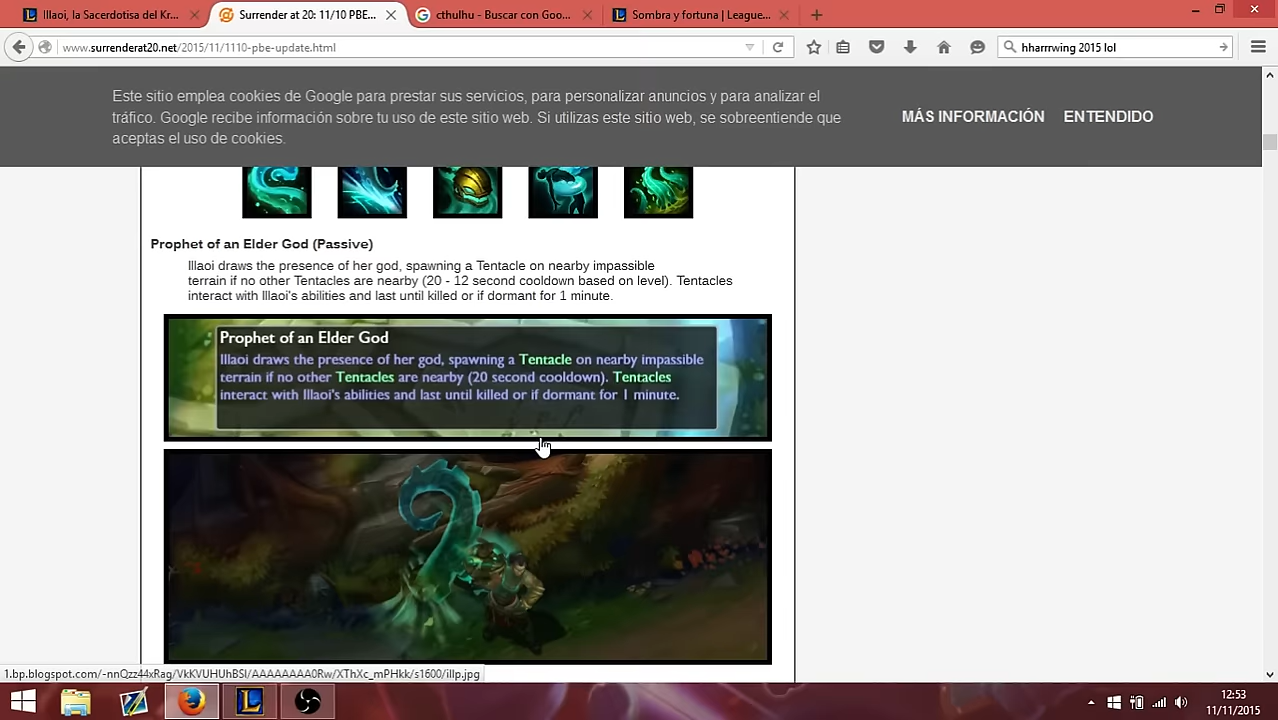 Illaoi, la Sacerdotisa del Kr...
Surrender at 20: 11/10 PBE...
cthulhu - Buscar con Goo...
Sombra y fortuna | League...
www.surrenderat20.net/2015/11/1110-pbe-update.html
hharrrwing 2015 lol
Este sitio emplea cookies de Google para prestar sus servicios, para personalizar anuncios y para analizar el
tráfico. Google recibe información sobre tu uso de este sitio web. Si utilizas este sitio web, se sobreentiende que
aceptas el uso de cookies.
MÁS INFORMACIÓN
ENTENDIDO
Prophet of an Elder God (Passive)
Illaoi draws the presence of her god, spawning a Tentacle on nearby impassible
terrain if no other Tentacles are nearby (20 - 12 second cooldown based on level). Tentacles
interact with Illaoi's abilities and last until killed or if dormant for 1 minute.
Prophet of an Elder God
Illaoi draws the presence of her god, spawning a Tentacle on nearby impassible
terrain if no other Tentacles are nearby (20 second cooldown). Tentacles
interact with Illaoi's abilities and last until killed or if dormant for 1 minute.
1.bp.blogspot.com/-nnQzz44xRag/VkKVUHUhBSI/AAAAAAAA0Rw/XThXc_mPHkk/s1600/illp.jpg
12:53
11/11/2015